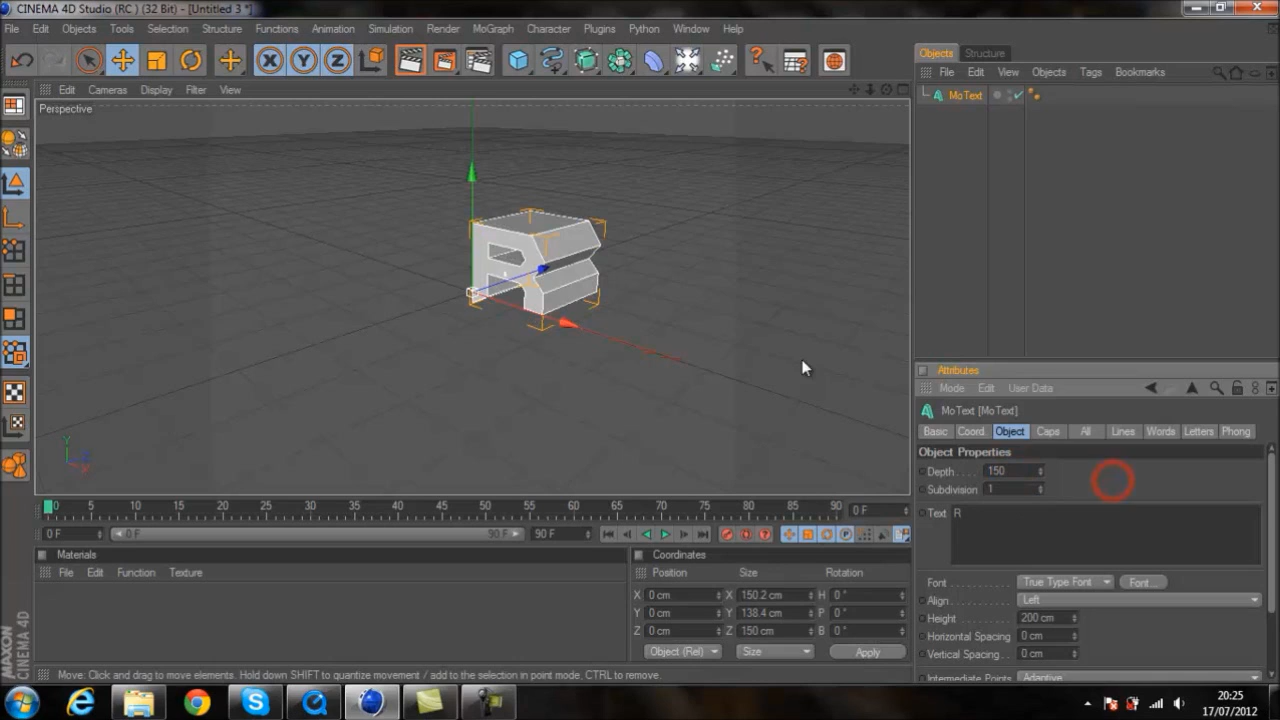 CINEMA 4D Studio (RC) (32 Bit) - [Untitled 3 *]
File Edit Objects Tools Selection Structure Functions Animation Simulation Render MoGraph Character Plugins Python Window Help
X Y Z
Edit Cameras Display Filter View
Perspective
Y
Z
X
0 5 10 15 20 25 30 35 40 45 50 55 60 65 70 75 80 85 90 0 F
0 F 0 F 90 F 90 F
Materials
File Edit Function Texture
Coordinates
Position Size Rotation
X 0 cm X 150.2 cm H 0 °
Y 0 cm Y 138.4 cm P 0 °
Z 0 cm Z 150 cm B 0 °
Object (Rel) Size Apply
Move: Click and drag to move elements. Hold down SHIFT to quantize movement / add to the selection in point mode, CTRL to remove.
MAXON
CINEMA 4D
Objects Structure
File Edit View Objects Tags Bookmarks
MoText
Attributes
Mode Edit User Data
MoText [MoText]
Basic Coord. Object Caps All Lines Words Letters Phong
Object Properties
Depth . . . . 150
Subdivision 1
Text R
Font True Type Font Font...
Align. Left
Height 200 cm
Horizontal Spacing 0 cm
Vertical Spacing . . 0 cm
Intermediate Points Adaptive
20:25
17/07/2012